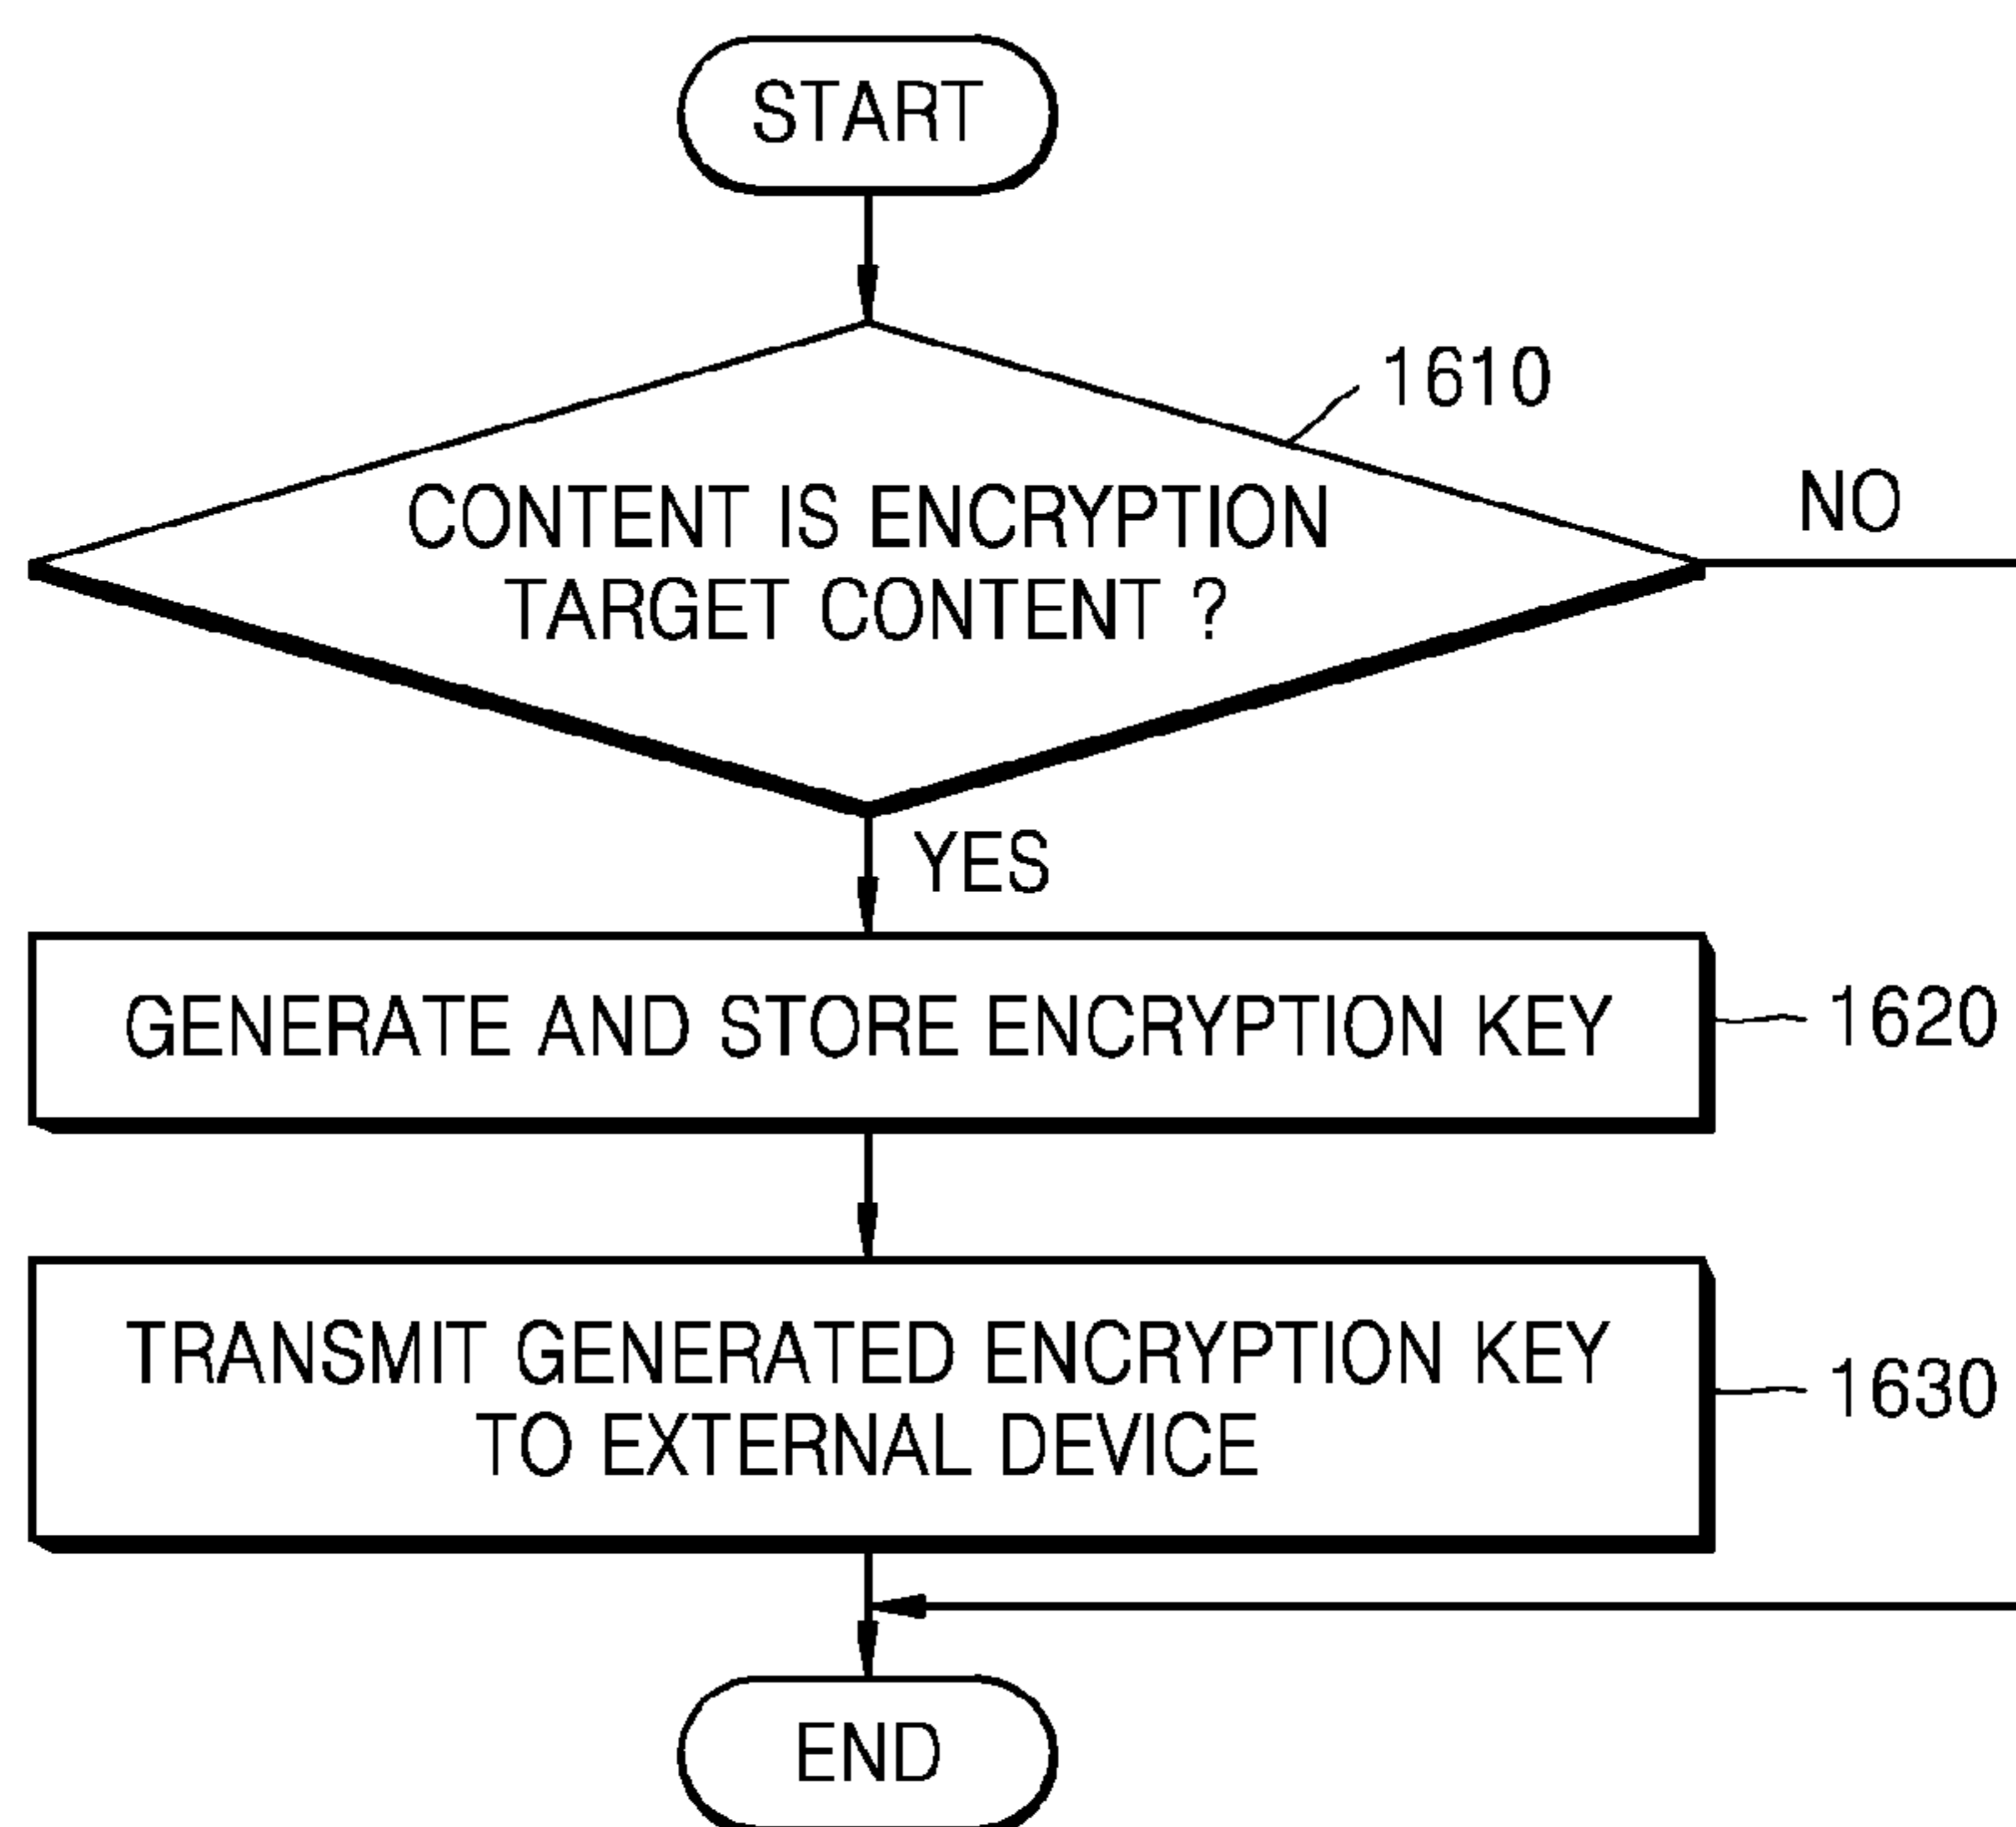 START
1610
CONTENT IS ENCRYPTION
TARGET CONTENT ?
NO
YES
GENERATE AND STORE ENCRYPTION KEY
1620
TRANSMIT GENERATED ENCRYPTION KEY
TO EXTERNAL DEVICE
1630
END